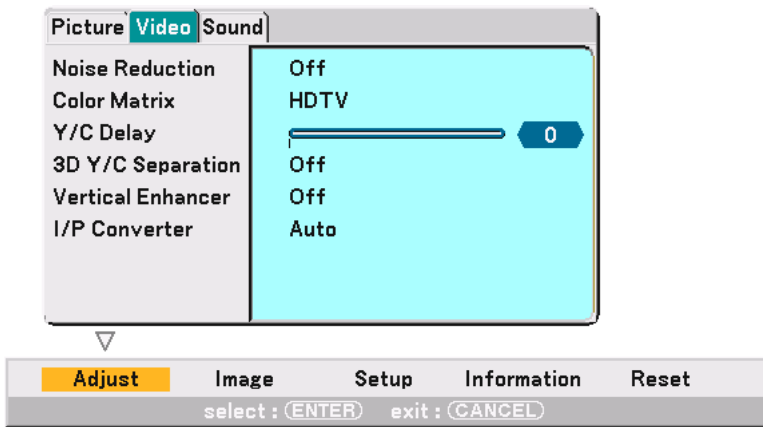 Picture Video Sound
Noise Reduction Off
Color Matrix HDTV
Y/C Delay 0
3D Y/C Separation Off
Vertical Enhancer Off
I/P Converter Auto
Adjust Image Setup Information Reset
select : ENTER exit : CANCEL